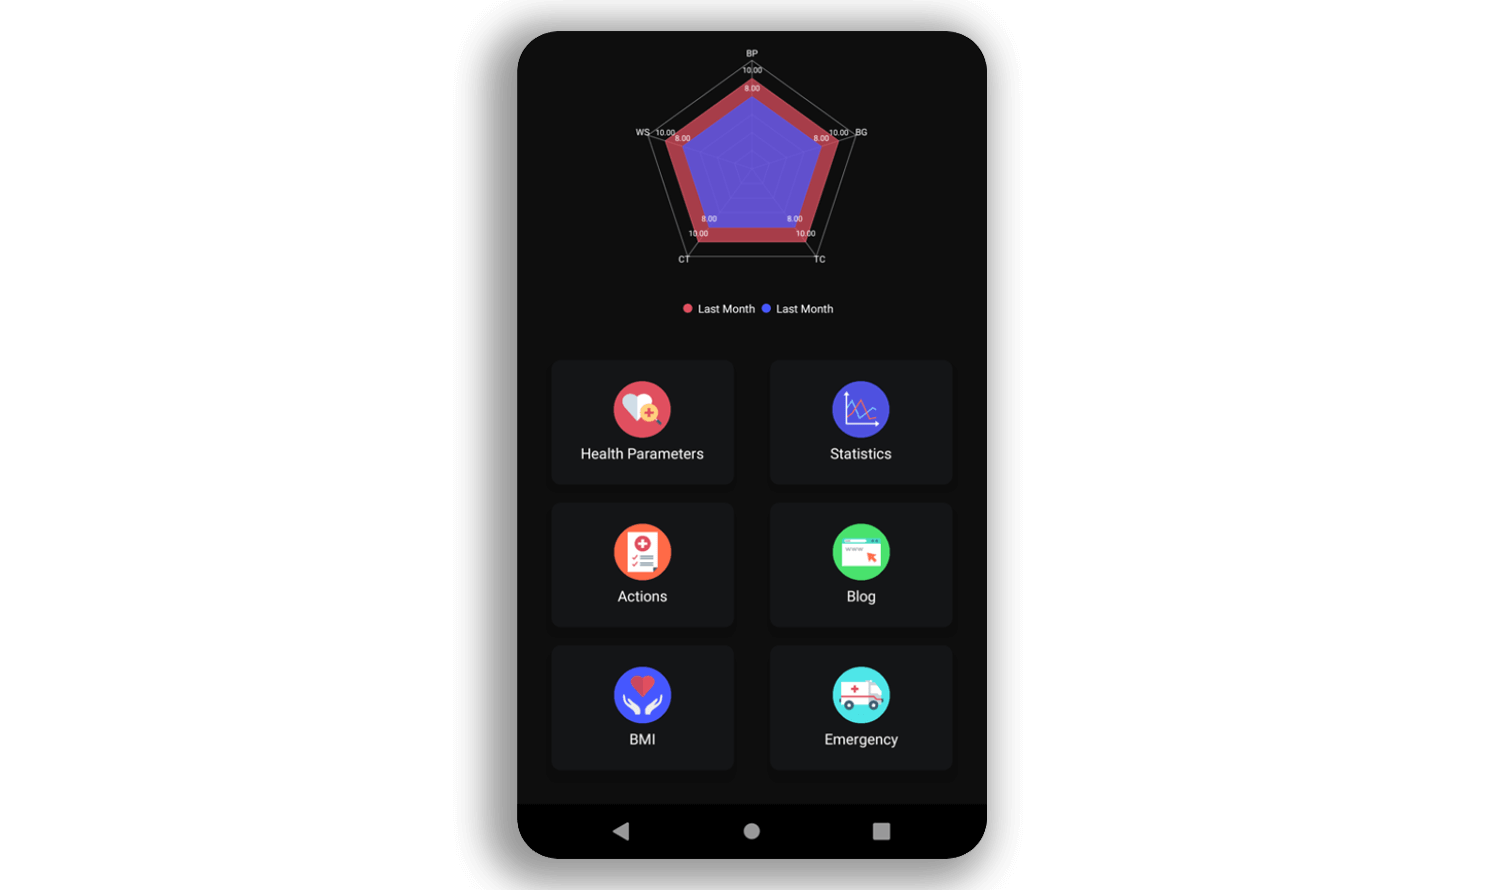 BP
10.00
8.00
WS 10.00 8.00 8.00 10.00 BG
8.00 8.00
10.00 10.00
CT TC
Last Month Last Month
Health Parameters Statistics
www
Actions Blog
BMI Emergency